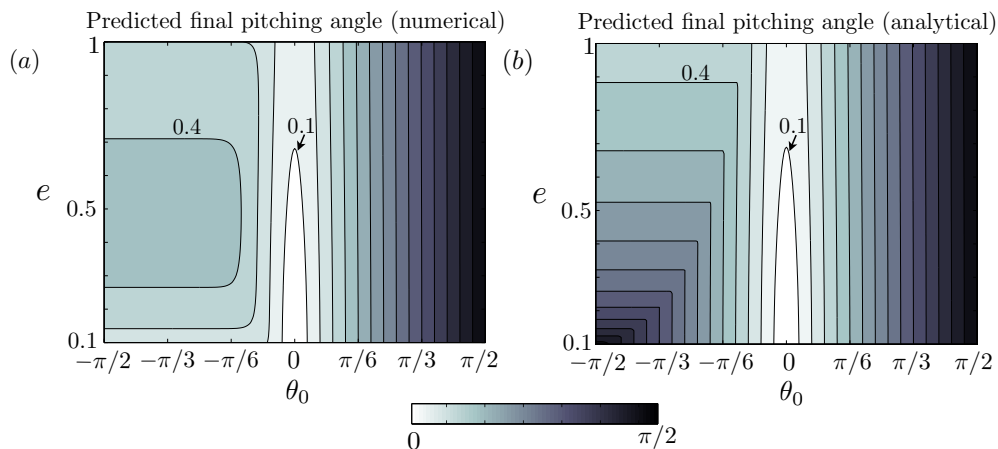 Predicted final pitching angle (numerical)
(a)
1
0.5
0.1
e
0.4
0.1
−π/2 −π/3 −π/6 0 π/6 π/3 π/2
θ₀
Predicted final pitching angle (analytical)
(b)
1
0.5
0.1
e
0.4
0.1
−π/2 −π/3 −π/6 0 π/6 π/3 π/2
θ₀
0 π/2